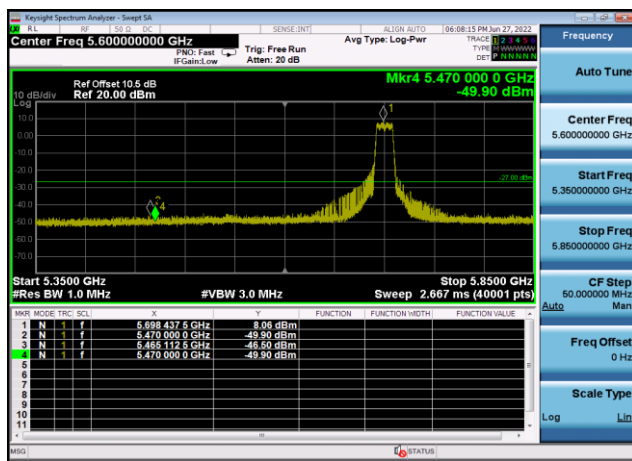 Keysight Spectrum Analyzer - Swept SA
RL RF 50 Ω DC SENSE:INT ALIGN AUTO 06:08:15 PM Jun 27, 2022
Center Freq 5.600000000 GHz
PNO: Fast
IFGain:Low
Trig: Free Run
Atten: 20 dB
Avg Type: Log-Pwr
TRACE 1 2 3 4 5 6
TYPE M W W W W W
DET P N N N N N
Ref Offset 10.5 dB
Ref 20.00 dBm
10 dB/div
Log
Mkr4 5.470 000 0 GHz
-49.90 dBm
1
10.0
0.00
-10.0
-20.0
-27.00 dBm
-30.0
4
-40.0
-50.0
-60.0
-70.0
Start 5.3500 GHz
Stop 5.8500 GHz
#Res BW 1.0 MHz
#VBW 3.0 MHz
Sweep 2.667 ms (40001 pts)
MKR MODE TRC SCL X Y FUNCTION FUNCTION WIDTH FUNCTION VALUE
1 N 1 f 5.698 437 5 GHz 8.06 dBm
2 N 1 f 5.470 000 0 GHz -49.90 dBm
3 N 1 f 5.465 112 5 GHz -46.50 dBm
4 N 1 f 5.470 000 0 GHz -49.90 dBm
5
6
7
8
9
10
11
MSG
STATUS
Frequency
Auto Tune
Center Freq
5.600000000 GHz
Start Freq
5.350000000 GHz
Stop Freq
5.850000000 GHz
CF Step
50.000000 MHz
Auto Man
Freq Offset
0 Hz
Scale Type
Log Lin